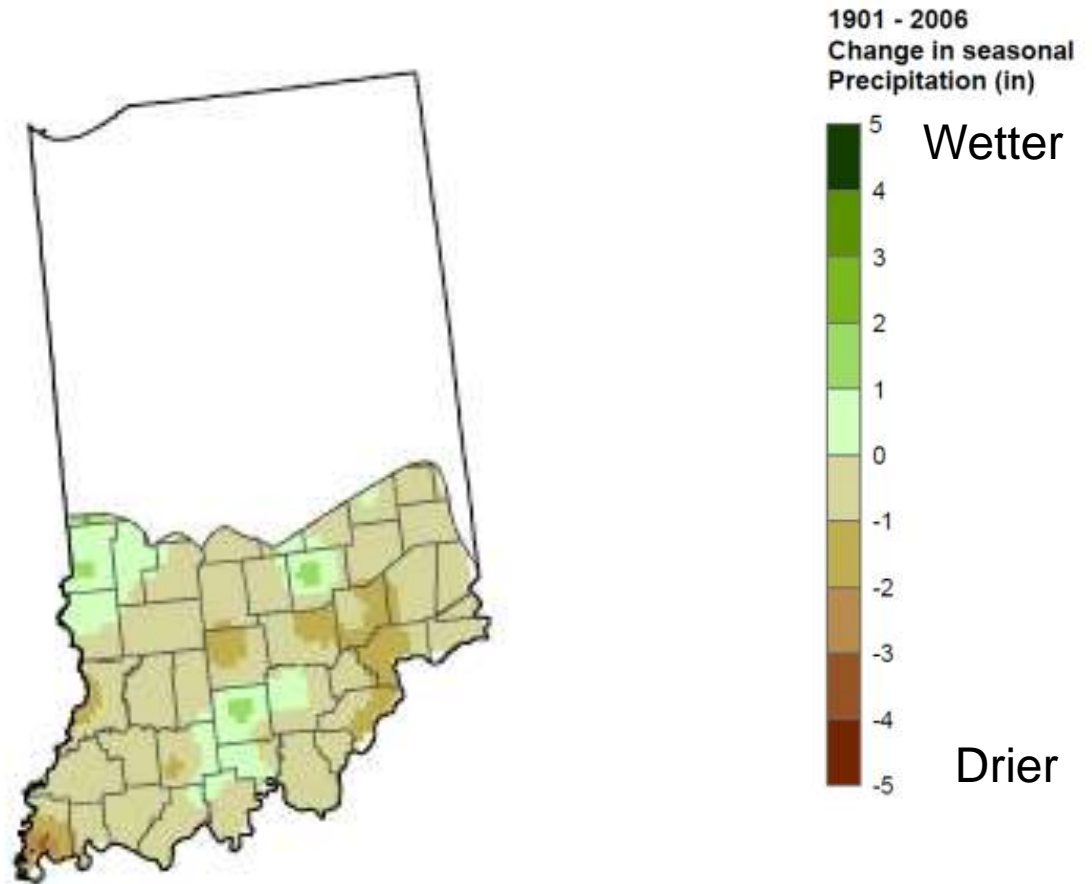 1901 - 2006
Change in seasonal
Precipitation (in)
5
Wetter
4
3
2
1
0
-1
-2
-3
-4
Drier
-5